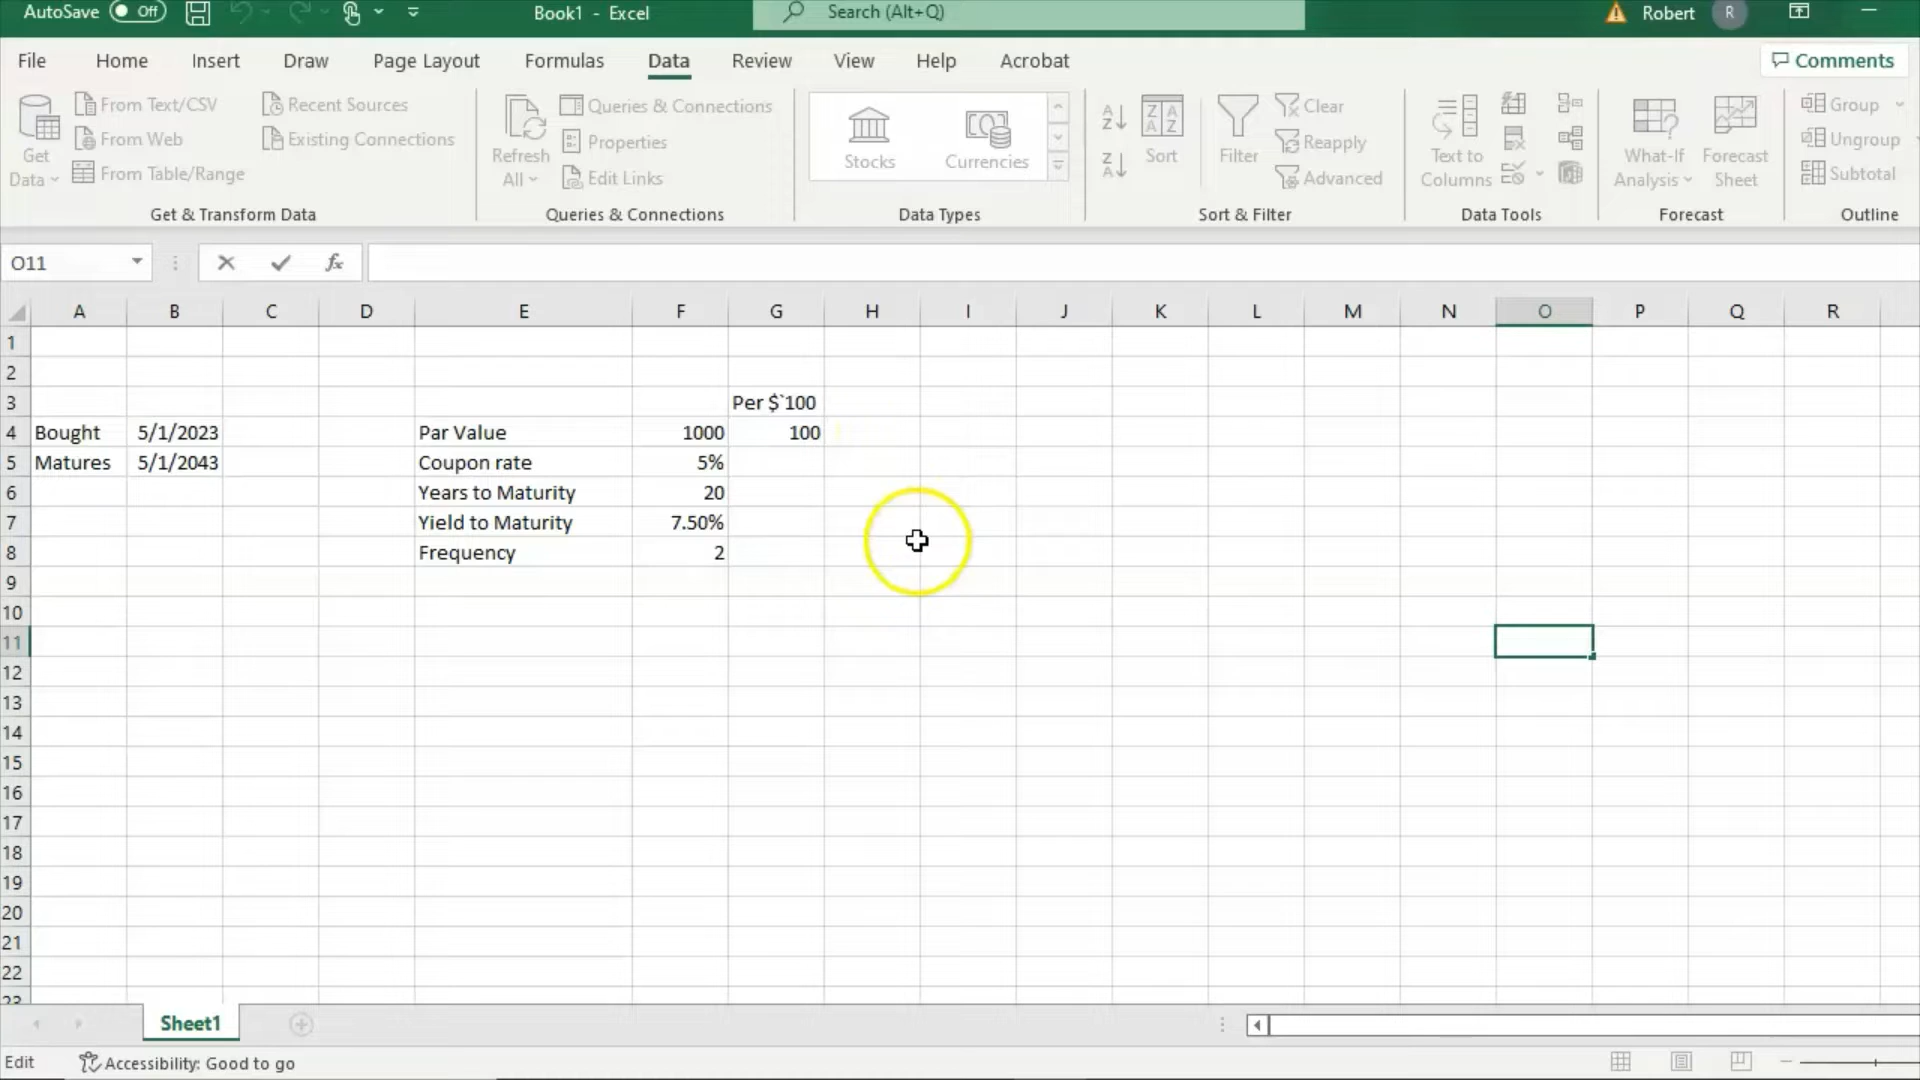 AutoSave Off Book1 - Excel Search (Alt+Q) Robert R
File Home Insert Draw Page Layout Formulas Data Review View Help Acrobat Comments
Get Data
From Text/CSV
From Web
From Table/Range
Recent Sources
Existing Connections
Get & Transform Data
Refresh All
Queries & Connections
Properties
Edit Links
Queries & Connections
Stocks
Currencies
Data Types
A Z
Z A
Z A A Z
Sort
Filter
Clear
Reapply
Advanced
Sort & Filter
Text to Columns
Data Tools
What-If Analysis
Forecast Sheet
Forecast
Group
Ungroup
Subtotal
Outline
O11 fx
A B C D E F G H I J K L M N O P Q R
1
2
3 Per $`100
4 Bought 5/1/2023 Par Value 1000 100
5 Matures 5/1/2043 Coupon rate 5%
6 Years to Maturity 20
7 Yield to Maturity 7.50%
8 Frequency 2
9
10
11
12
13
14
15
16
17
18
19
20
21
22
23
Sheet1
Edit Accessibility: Good to go